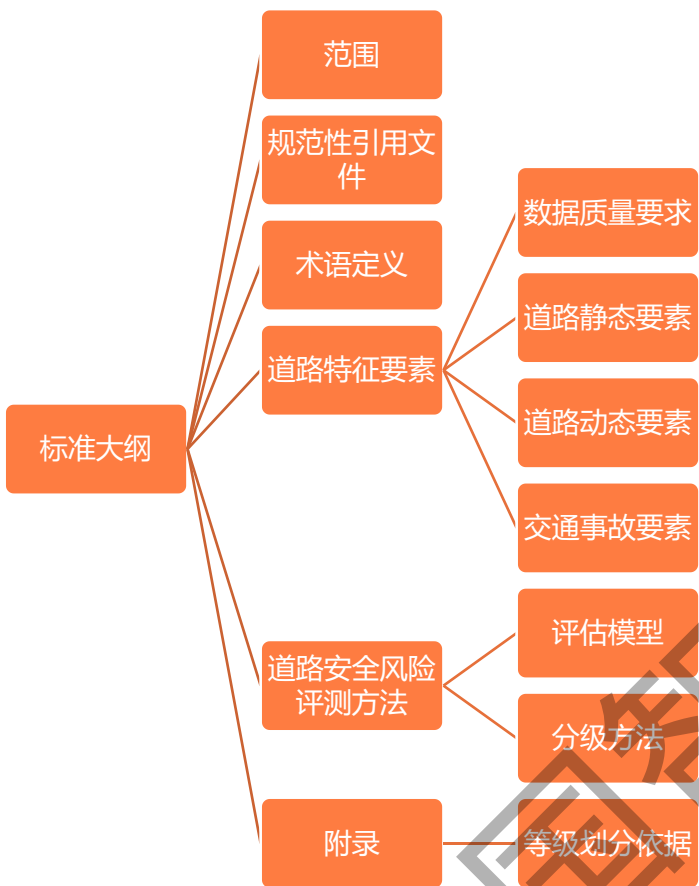 标准大纲
范围
规范性引用文
件
术语定义
道路特征要素
数据质量要求
道路静态要素
道路动态要素
交通事故要素
道路安全风险
评测方法
评估模型
分级方法
附录
等级划分依据